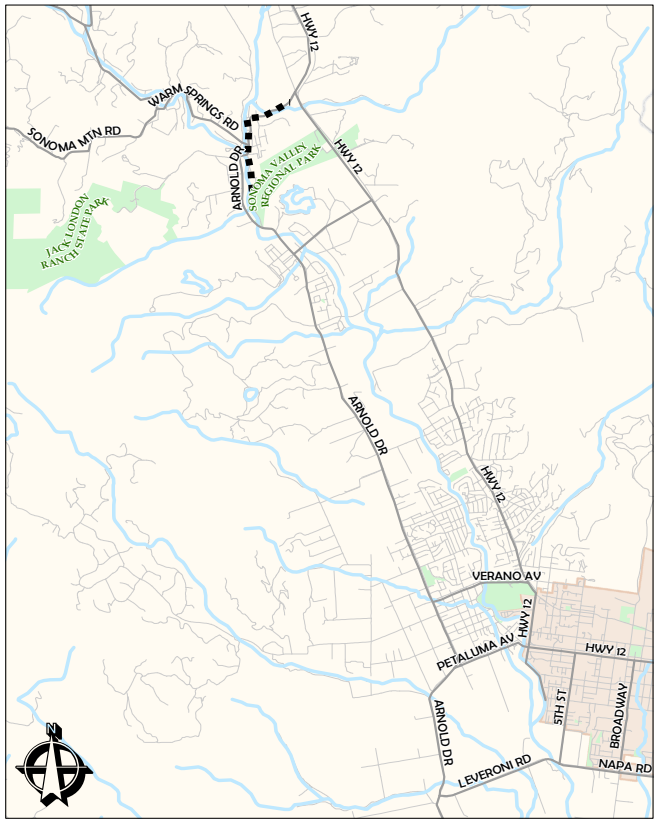 HWY 12
WARM SPRINGS RD
SONOMA MTN RD
ARNOLD DR
SONOMA VALLEY
REGIONAL PARK
HWY 12
JACK LONDON
RANCH STATE PARK
ARNOLD DR
HWY 12
VERANO AV
HWY 12
PETALUMA AV
HWY 12
5TH ST
BROADWAY
ARNOLD DR
LEVERONI RD
NAPA RD
N